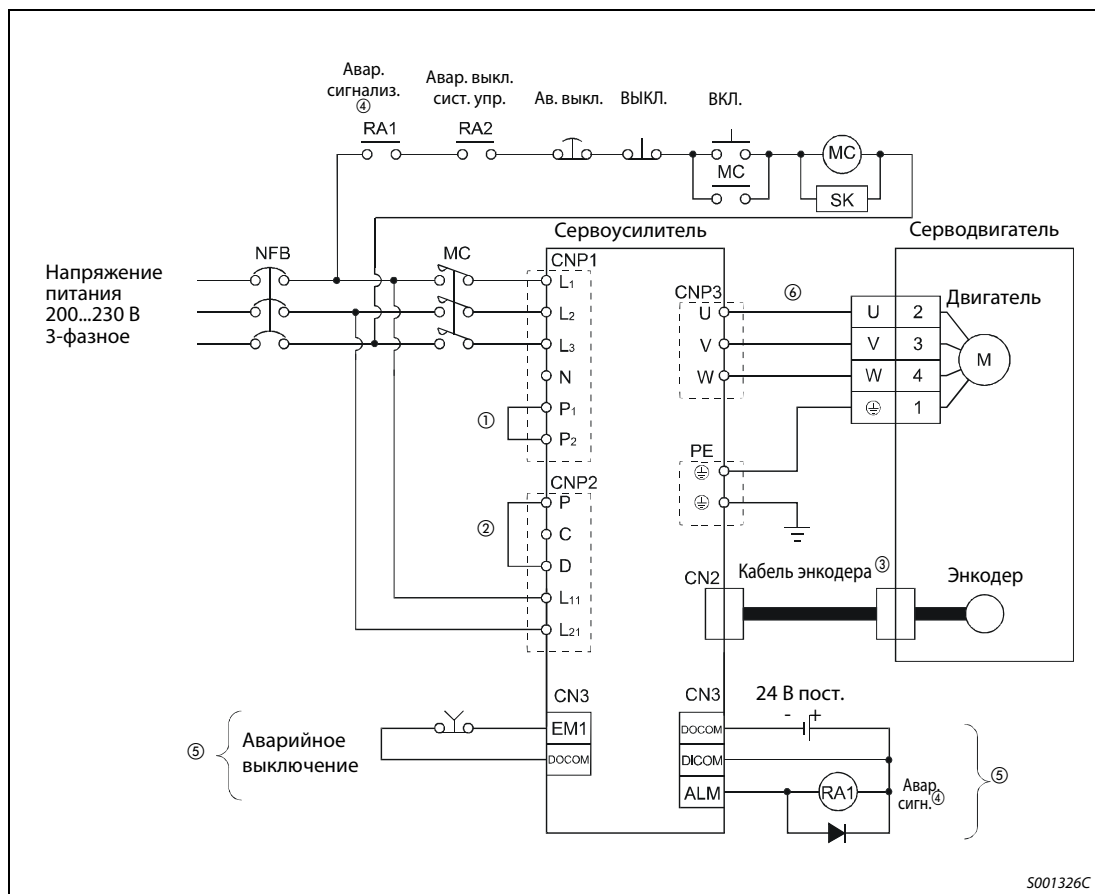 Авар.
сигнализ.
④
RA1
Авар. выкл.
сист. упр.
RA2
Ав. выкл.
ВЫКЛ.
ВКЛ.
MC
MC
SK
Напряжение
питания
200...230 В
3-фазное
NFB
MC
Сервоусилитель
Серводвигатель
CNP1
L1
L2
L3
N
P1
P2
①
CNP2
P
C
D
L11
L21
②
CNP3
U
V
W
⑥
U 2
V 3
W 4
1
Двигатель
M
PE
CN2
Кабель энкодера ③
Энкодер
CN3
EM1
DOCOM
⑤
Аварийное
выключение
CN3
DOCOM
DICOM
ALM
24 В пост.
- +
RA1
Авар.
сигн. ④
⑤
S001326C